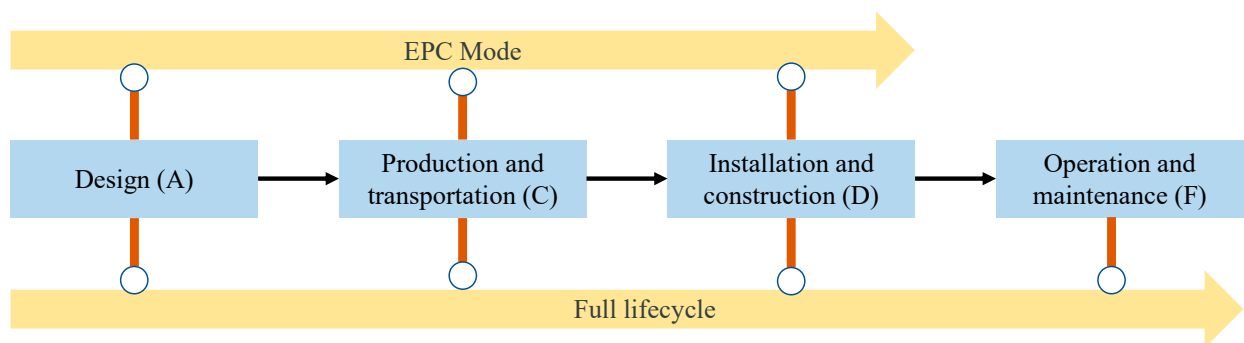 EPC Mode
Design (A)
Production and
transportation (C)
Installation and
construction (D)
Operation and
maintenance (F)
Full lifecycle